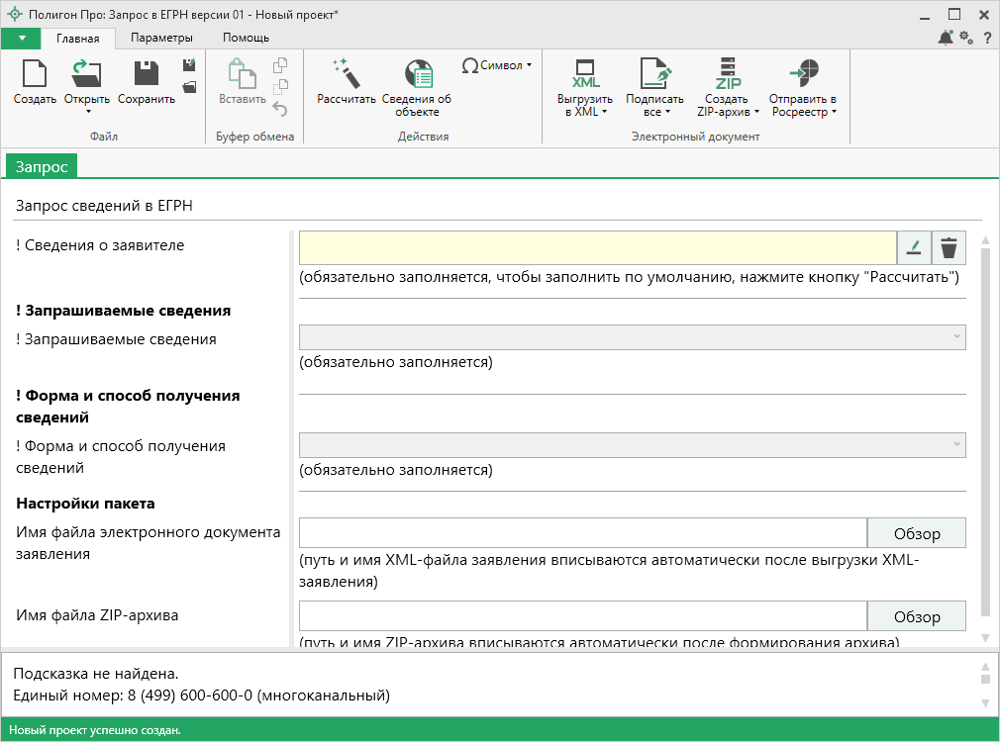 Полигон Про: Запрос в ЕГРН версии 01 - Новый проект*
Главная Параметры Помощь
?
Создать Открыть Сохранить
Файл
Вставить
Буфер обмена
Рассчитать Сведения об
объекте
Ω Символ
Действия
XML
Выгрузить
в XML
Подписать
все
ZIP
Создать
ZIP-архив
Отправить в
Росреестр
Электронный документ
Запрос
Запрос сведений в ЕГРН
! Сведения о заявителе
(обязательно заполняется, чтобы заполнить по умолчанию, нажмите кнопку "Рассчитать")
! Запрашиваемые сведения
! Запрашиваемые сведения
(обязательно заполняется)
! Форма и способ получения
сведений
! Форма и способ получения
сведений
(обязательно заполняется)
Настройки пакета
Имя файла электронного документа
заявления
Обзор
(путь и имя XML-файла заявления вписываются автоматически после выгрузки XML-
заявления)
Имя файла ZIP-архива
Обзор
(путь и имя ZIP-архива вписываются автоматически после формирования архива)
Подсказка не найдена.
Единый номер: 8 (499) 600-600-0 (многоканальный)
Новый проект успешно создан.